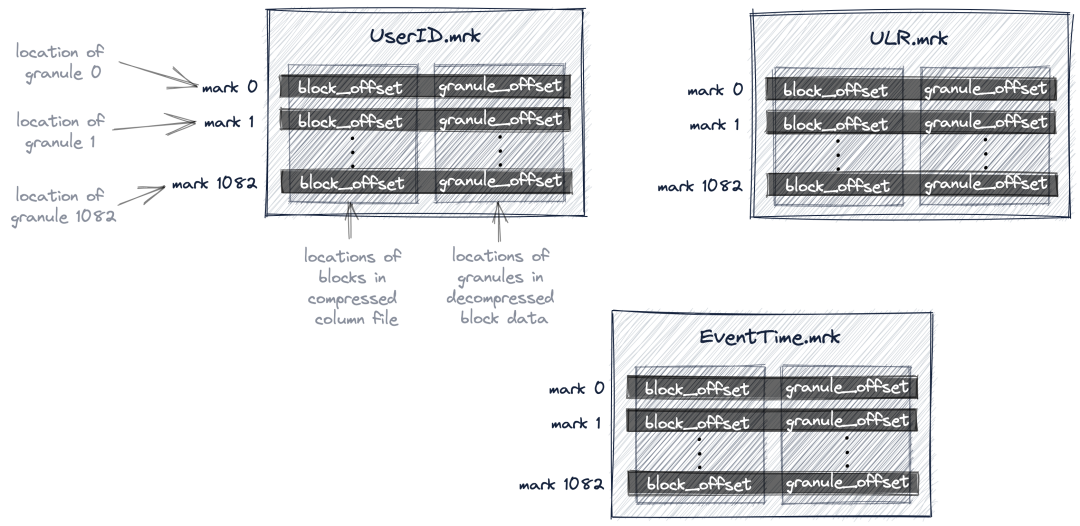 UserID.mrk
location of
granule 0
mark 0 block_offset granule_offset
location of
granule 1
mark 1 block_offset granule_offset
location of
granule 1082
mark 1082 block_offset granule_offset
locations of
blocks in
compressed
column file
locations of
granules in
decompressed
block data
ULR.mrk
mark 0 block_offset granule_offset
mark 1 block_offset granule_offset
mark 1082 block_offset granule_offset
EventTime.mrk
mark 0 block_offset granule_offset
mark 1 block_offset granule_offset
mark 1082 block_offset granule_offset